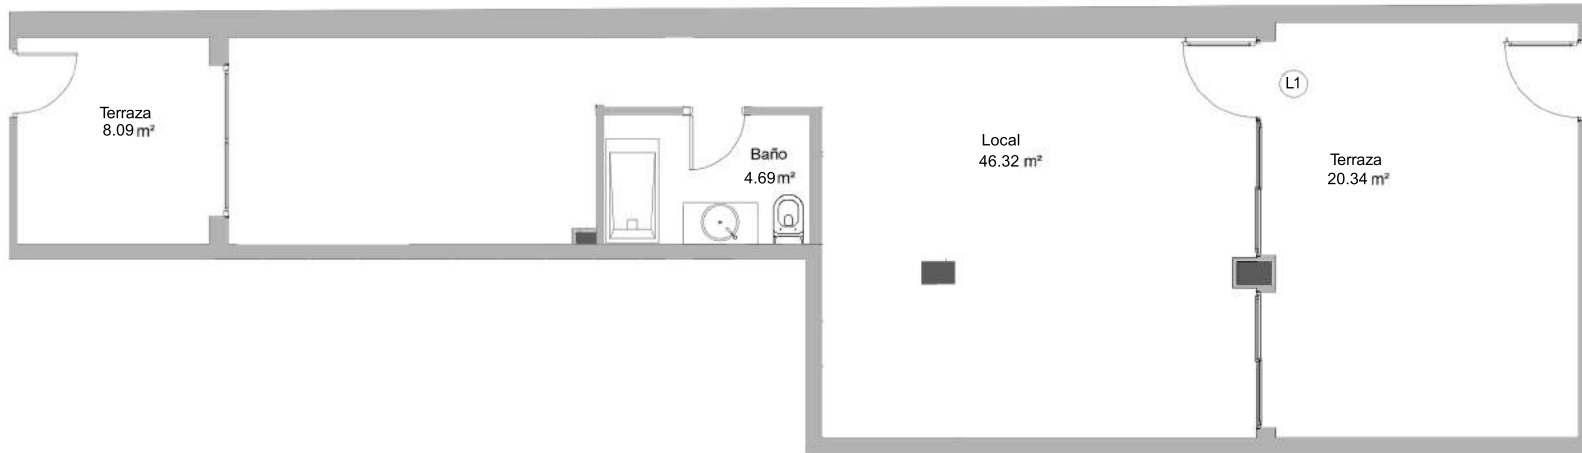 L1
Terraza
8.09 m²
Baño
4.69 m²
Local
46.32 m²
Terraza
20.34 m²